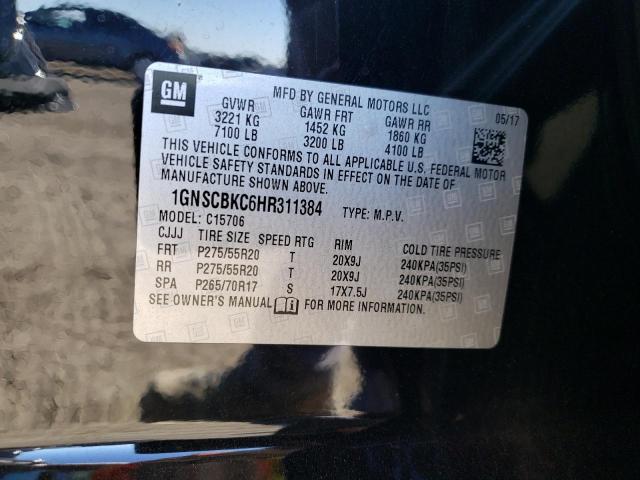 GM
MFD BY GENERAL MOTORS LLC 05/17
GVWR GAWR FRT GAWR RR
3221 KG 1452 KG 1860 KG
7100 LB 3200 LB 4100 LB
THIS VEHICLE CONFORMS TO ALL APPLICABLE U.S. FEDERAL MOTOR
VEHICLE SAFETY STANDARDS IN EFFECT ON THE DATE OF
MANUFACTURE SHOWN ABOVE.
1GNSCBKC6HR311384 TYPE: M.P.V.
MODEL: C15706
CJJJ TIRE SIZE SPEED RTG RIM COLD TIRE PRESSURE
FRT P275/55R20 T 20X9J 240KPA(35PSI)
RR P275/55R20 T 20X9J 240KPA(35PSI)
SPA P265/70R17 S 17X7.5J 240KPA(35PSI)
SEE OWNER'S MANUAL FOR MORE INFORMATION.